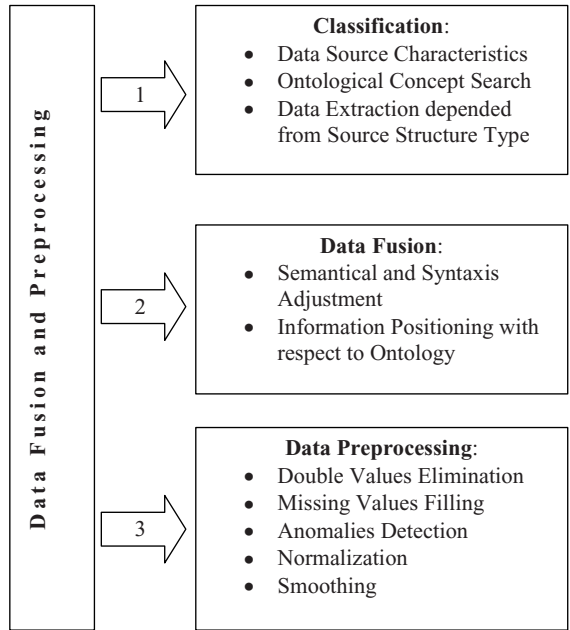 Data Fusion and Preprocessing
1
Classification:
• Data Source Characteristics
• Ontological Concept Search
• Data Extraction depended
from Source Structure Type
2
Data Fusion:
• Semantical and Syntaxis
Adjustment
• Information Positioning with
respect to Ontology
3
Data Preprocessing:
• Double Values Elimination
• Missing Values Filling
• Anomalies Detection
• Normalization
• Smoothing